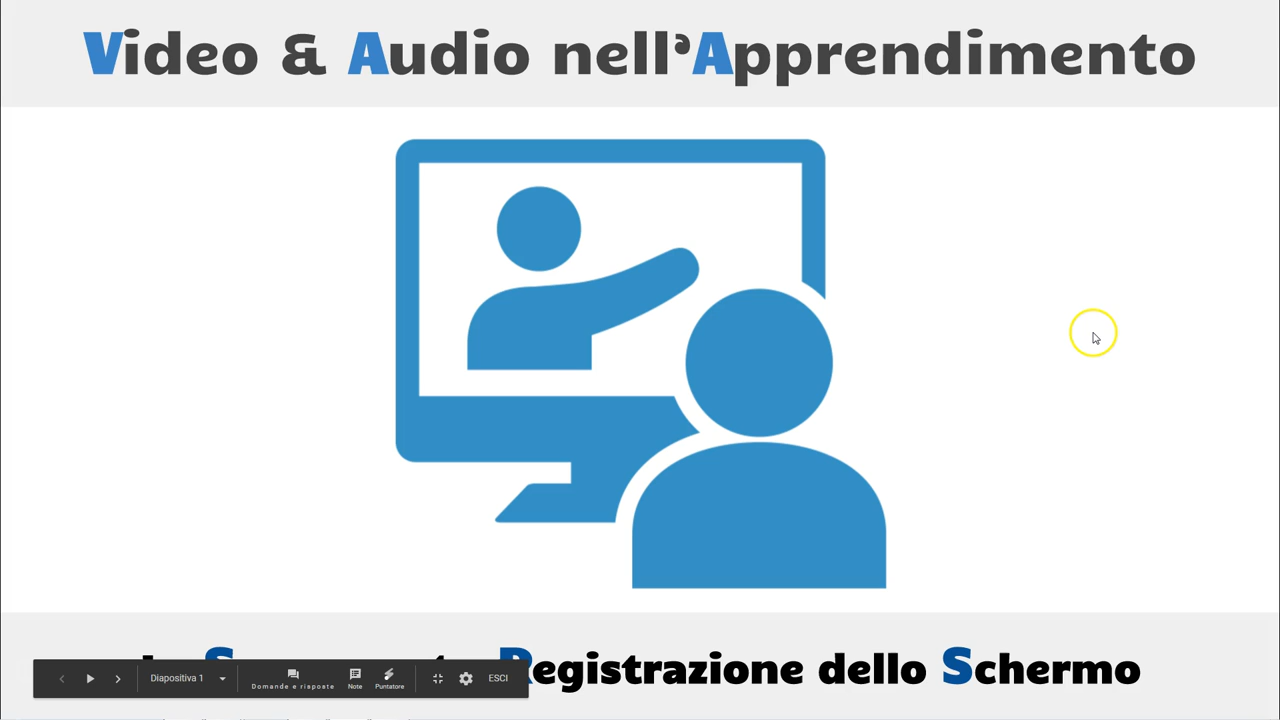 Video & Audio nell'Apprendimento
Registrazione dello Schermo
Diapositiva 1
Domande e risposte
Note
Puntatore
ESCI